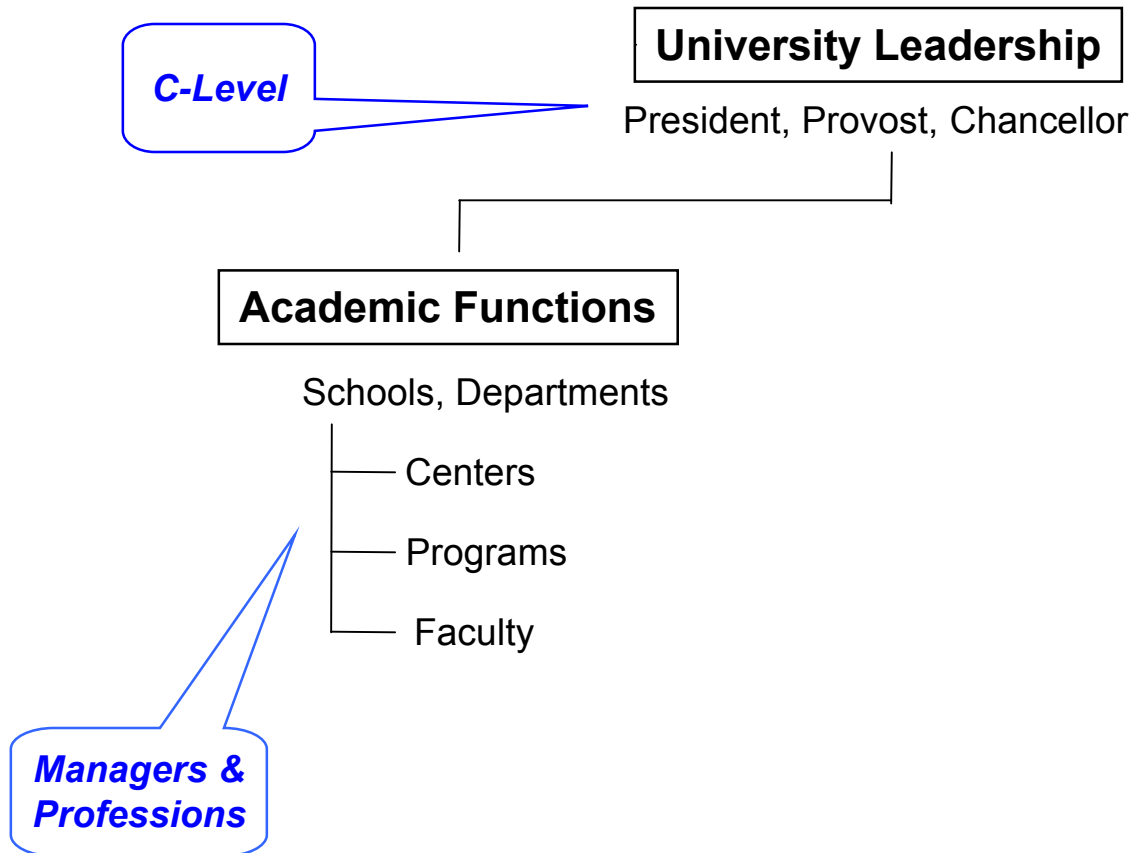 University Leadership
C-Level
President, Provost, Chancellor
Academic Functions
Schools, Departments
Centers
Programs
Faculty
Managers &
Professions